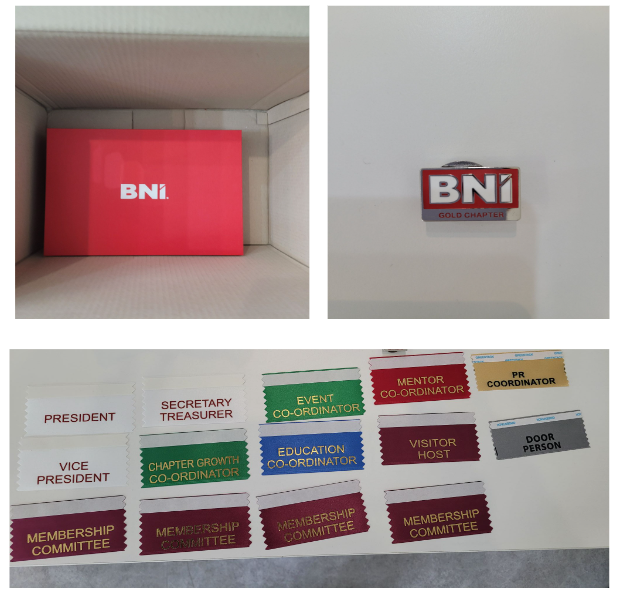 BNI
BNI
GOLD CHAPTER
PRESIDENT
SECRETARY
TREASURER
EVENT
CO-ORDINATOR
MENTOR
CO-ORDINATOR
PR
COORDINATOR
VICE
PRESIDENT
CHAPTER GROWTH
CO-ORDINATOR
EDUCATION
CO-ORDINATOR
VISITOR
HOST
DOOR
PERSON
MEMBERSHIP
COMMITTEE
MEMBERSHIP
COMMITTEE
MEMBERSHIP
COMMITTEE
MEMBERSHIP
COMMITTEE